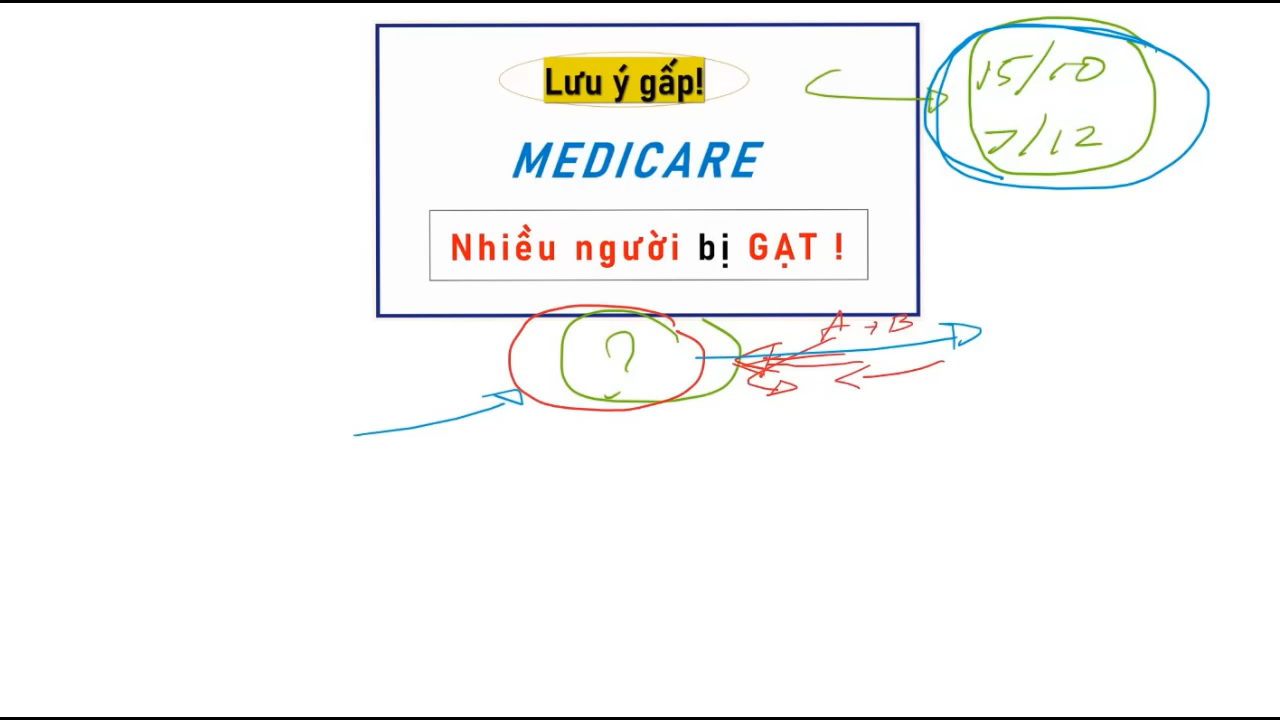 Lưu ý gấp!
15/10
MEDICARE
7/12
Nhiều người bị GẠT !
?
A → B